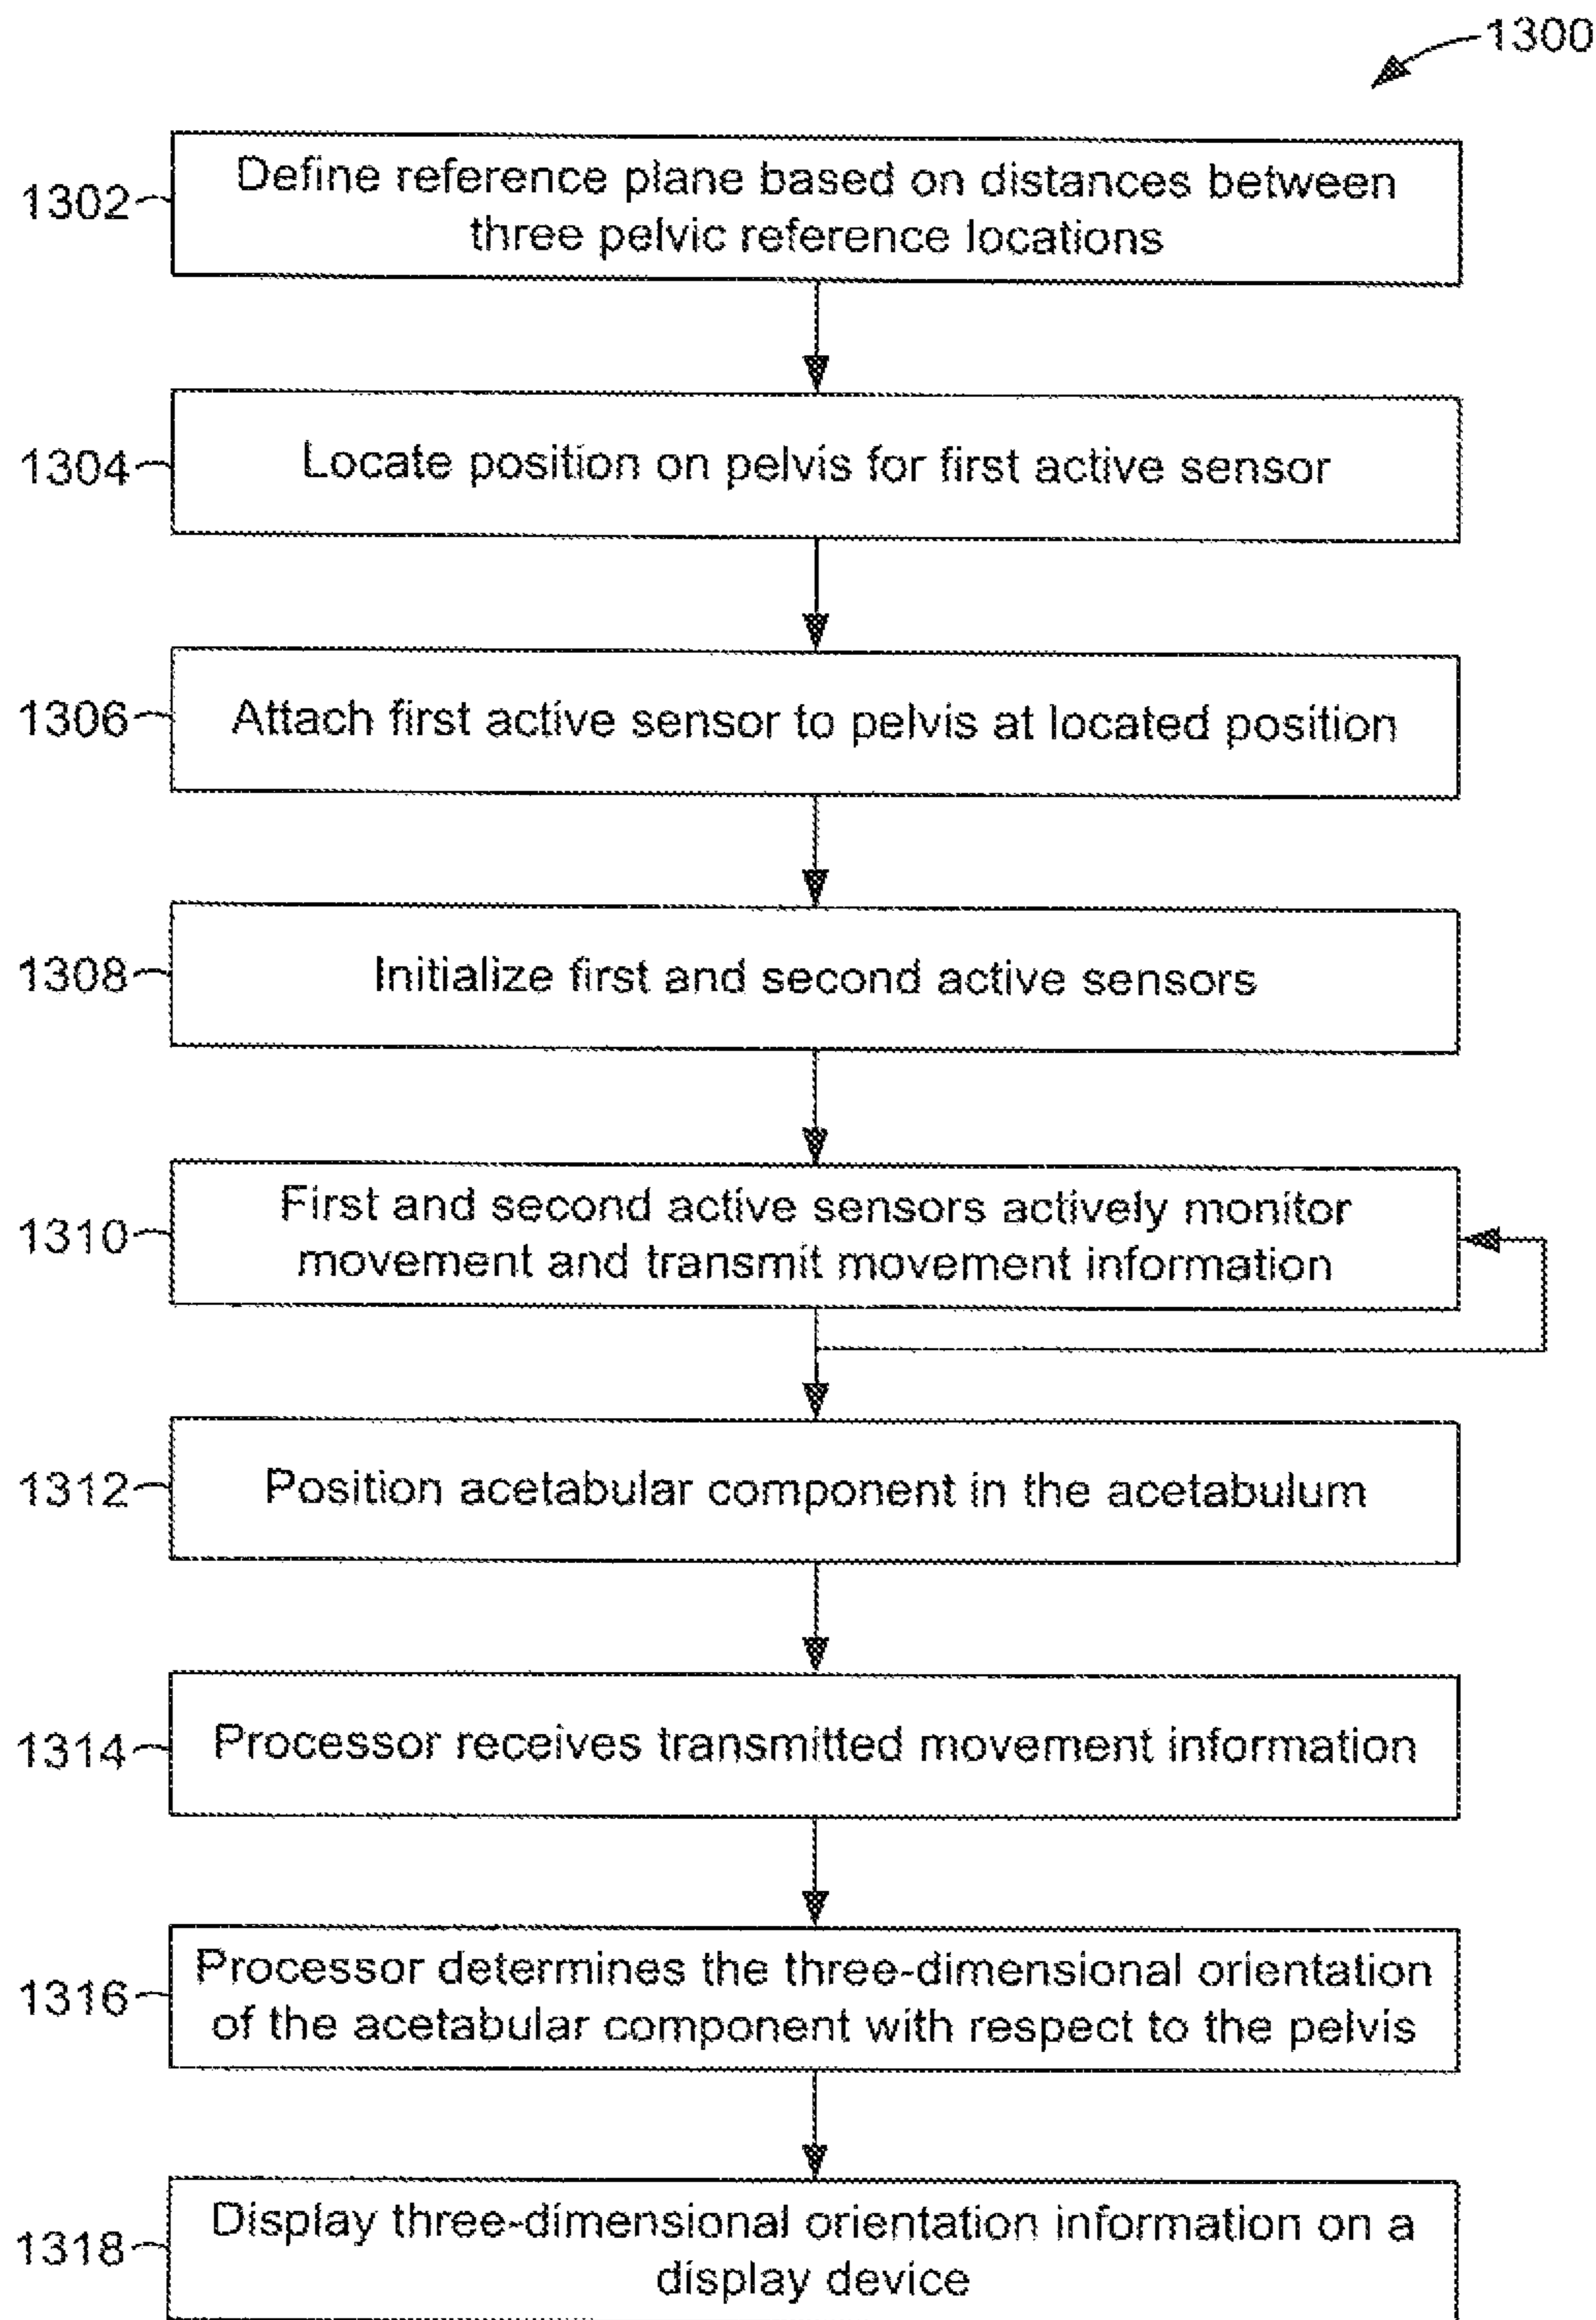 1300
1302
Define reference plane based on distances between
three pelvic reference locations
1304
Locate position on pelvis for first active sensor
1306
Attach first active sensor to pelvis at located position
1308
Initialize first and second active sensors
1310
First and second active sensors actively monitor
movement and transmit movement information
1312
Position acetabular component in the acetabulum
1314
Processor receives transmitted movement information
1316
Processor determines the three-dimensional orientation
of the acetabular component with respect to the pelvis
1318
Display three-dimensional orientation information on a
display device